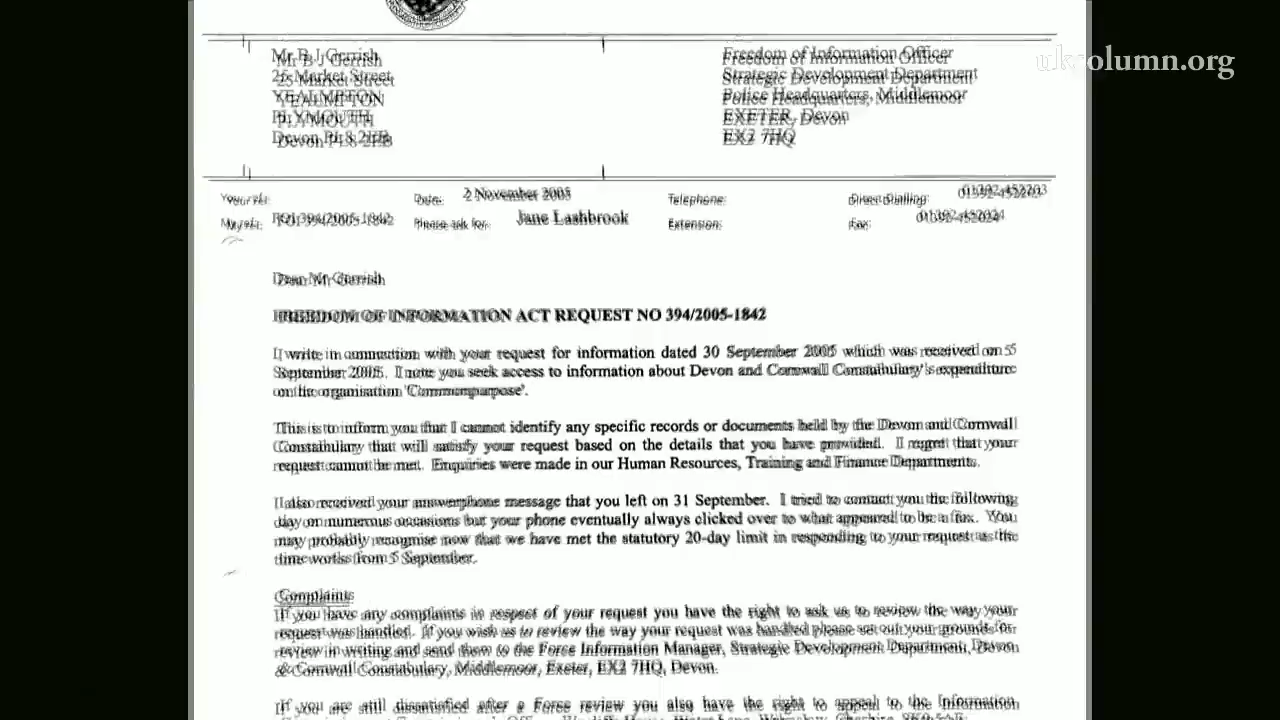 ukcolumn.org
Mr B J Gerrish
25 Market Street
YEALMPTON
PLYMOUTH
Devon PL8 2EB
Freedom of Information Officer
Strategic Development Department
Police Headquarters, Middlemoor
EXETER, Devon
EX2 7HQ
Your ref: Date: 2 November 2005 Telephone: Direct Dialling: 01392 452203
My ref: FOI 394/2005-1842 Please ask for: Jane Lashbrook Extension: Fax:
Dear Mr Gerrish
FREEDOM OF INFORMATION ACT REQUEST NO 394/2005-1842
I write in connection with your request for information dated 30 September 2005 which was received on 5
September 2005. I note you seek access to information about Devon and Cornwall Constabulary's expenditure
on the organisation 'Commonpurpose'.
This is to inform you that I cannot identify any specific records or documents held by the Devon and Cornwall
Constabulary that will satisfy your request based on the details that you have provided. I regret that your
request cannot be met. Enquiries were made in our Human Resources, Training and Finance Departments.
I also received your answerphone message that you left on 31 September. I tried to contact you the following
day on numerous occasions but your phone eventually always clicked over to what appeared to be a fax. You
may probably recognise now that we have met the statutory 20-day limit in responding to your request as the
time works from 5 September.
Complaints
If you have any complaints in respect of your request you have the right to ask us to review the way your
request was handled. If you wish us to review the way your request was handled please set out your grounds for
review in writing and send them to the Force Information Manager, Strategic Development Department, Devon
& Cornwall Constabulary, Middlemoor, Exeter, EX2 7HQ, Devon.
If you are still dissatisfied after a Force review you also have the right to appeal to the Information